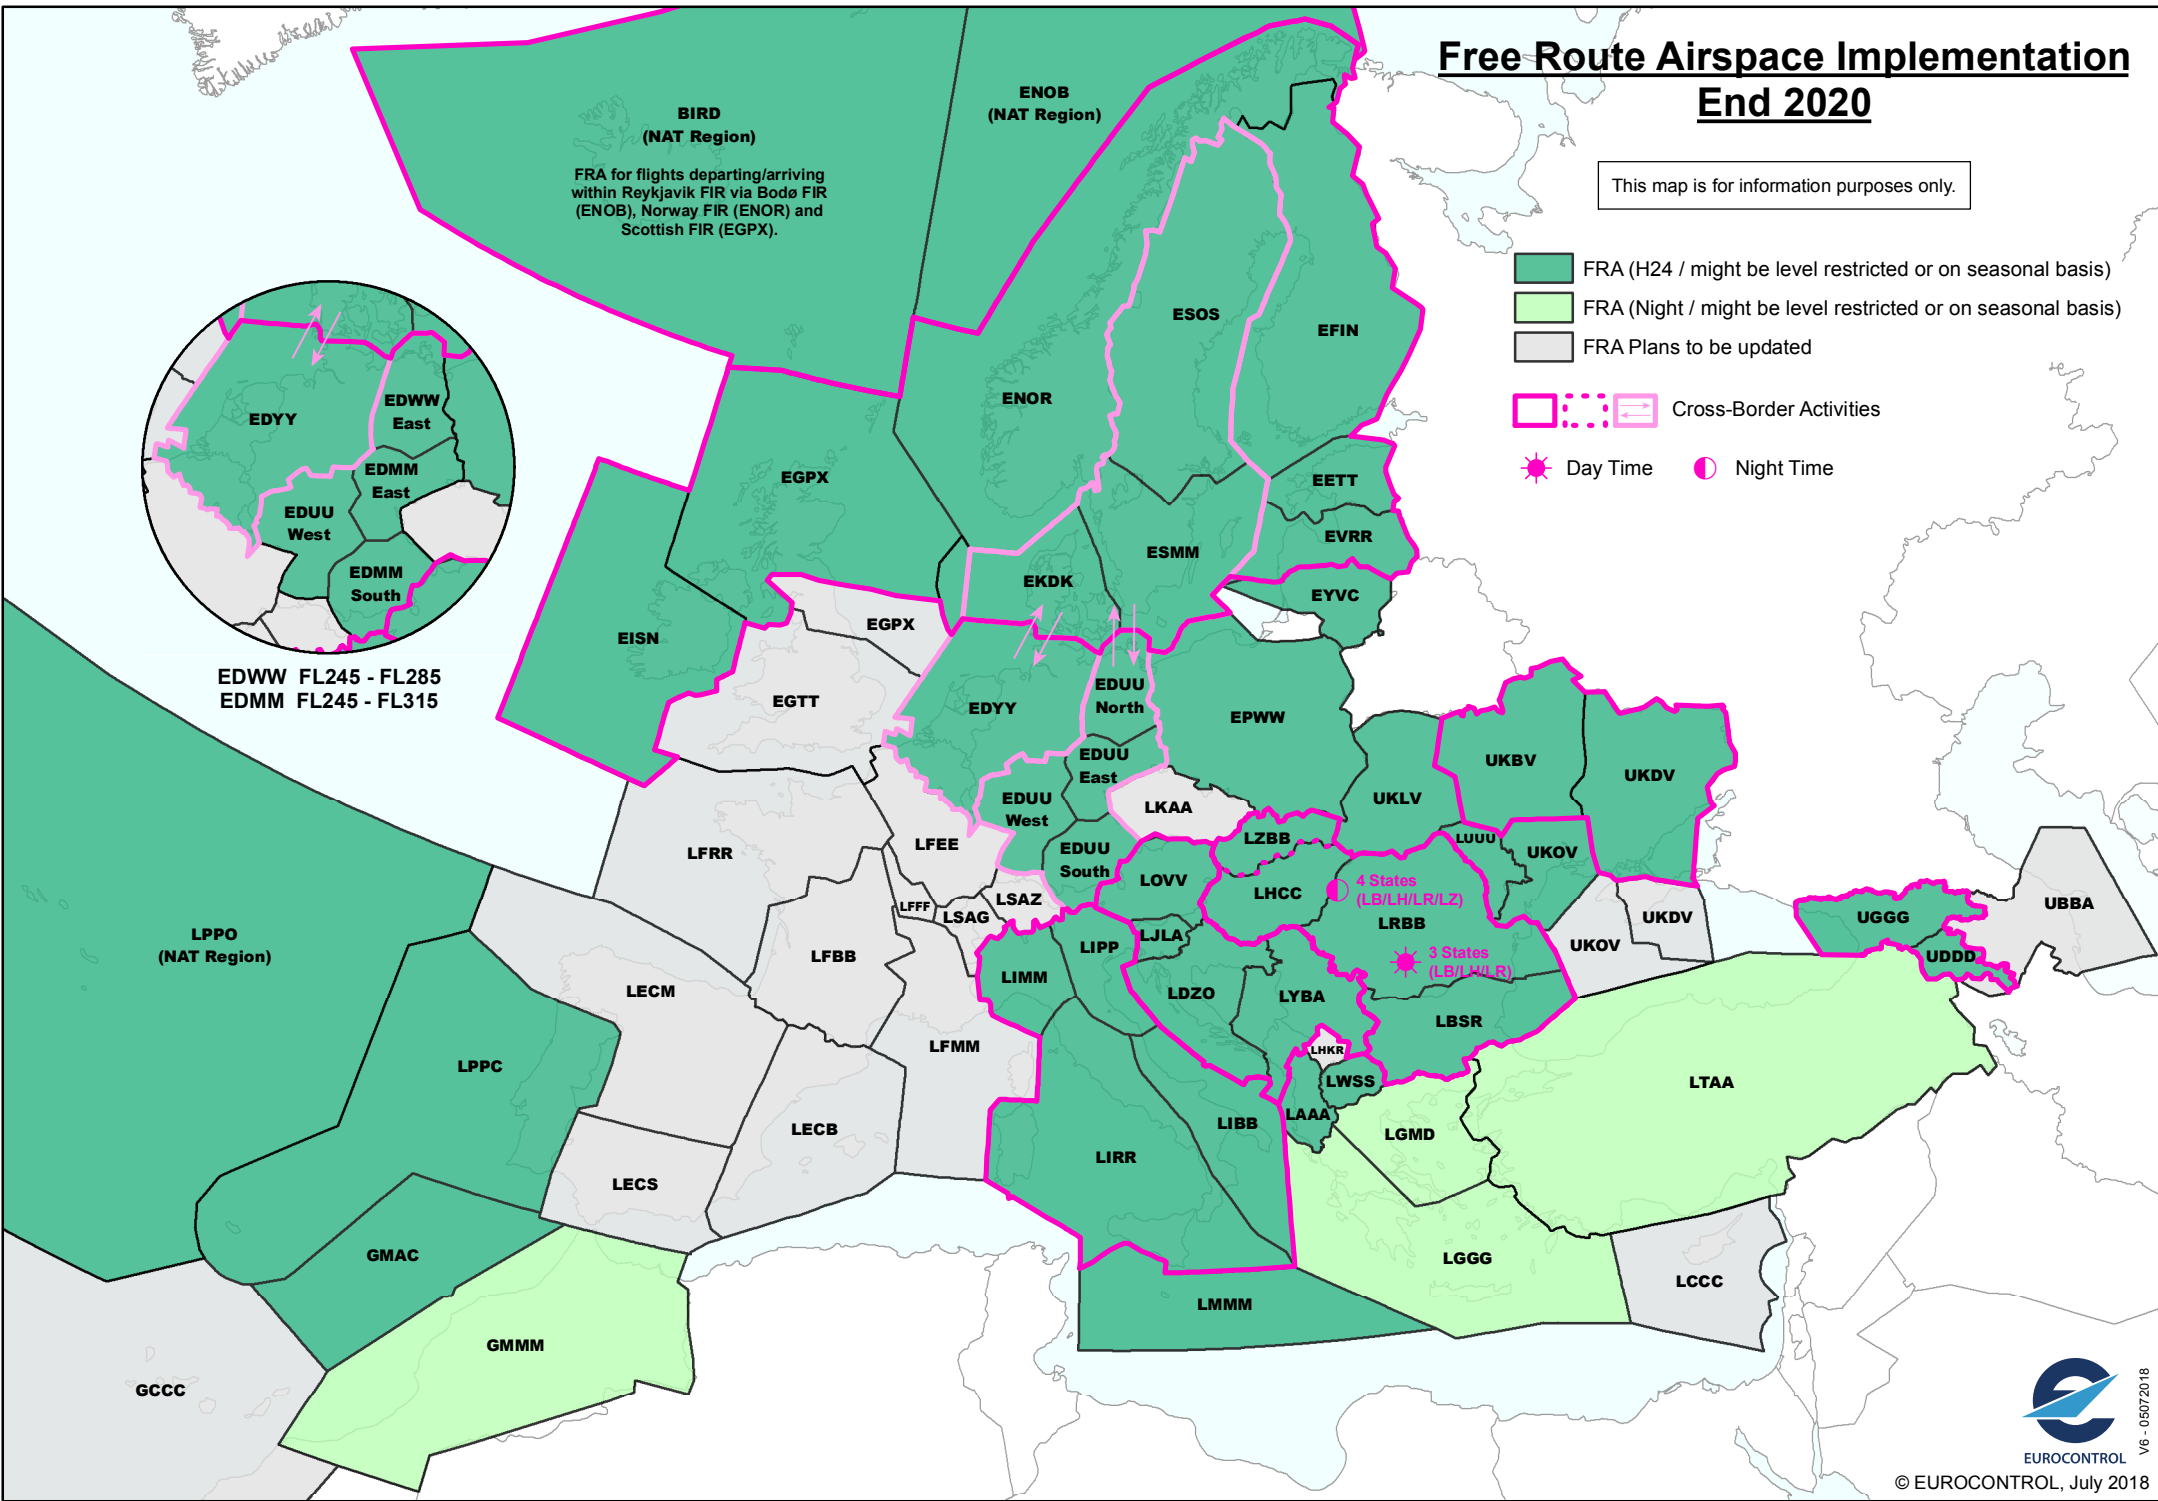 Free Route Airspace Implementation
End 2020
This map is for information purposes only.
FRA (H24 / might be level restricted or on seasonal basis)
FRA (Night / might be level restricted or on seasonal basis)
FRA Plans to be updated
Cross-Border Activities
Day Time
Night Time
BIRD
(NAT Region)
FRA for flights departing/arriving
within Reykjavik FIR via Bodø FIR
(ENOB), Norway FIR (ENOR) and
Scottish FIR (EGPX).
ENOB
(NAT Region)
ESOS
EFIN
ENOR
EGPX
EETT
EVRR
ESMM
EKDK
EYVC
EISN
EGPX
EGTT
EDYY
EDWW
East
EDMM
East
EDUU
West
EDMM
South
EDWW FL245 - FL285
EDMM FL245 - FL315
EDYY
EDUU
North
EPWW
EDUU
East
EDUU
West
EDUU
South
LKAA
UKLV
UKBV
UKDV
LZBB
LUUU
UKOV
LFRR
LFEE
LOVV
LHCC
4 States
(LB/LH/LR/LZ)
LRBB
3 States
(LB/LH/LR)
LSAZ
LFFF
LSAG
LPPO
(NAT Region)
LFBB
LIMM
LIPP
LJLA
UKOV
UKDV
UGGG
UBBA
UDDD
LECM
LDZO
LYBA
LBSR
LFMM
LHKR
LWSS
LPPC
LTAA
LECB
LIBB
LAAA
LGMD
LIRR
LECS
GMAC
LGGG
LCCC
LMMM
GMMM
GCCC
EUROCONTROL
V6 - 05072018
© EUROCONTROL, July 2018